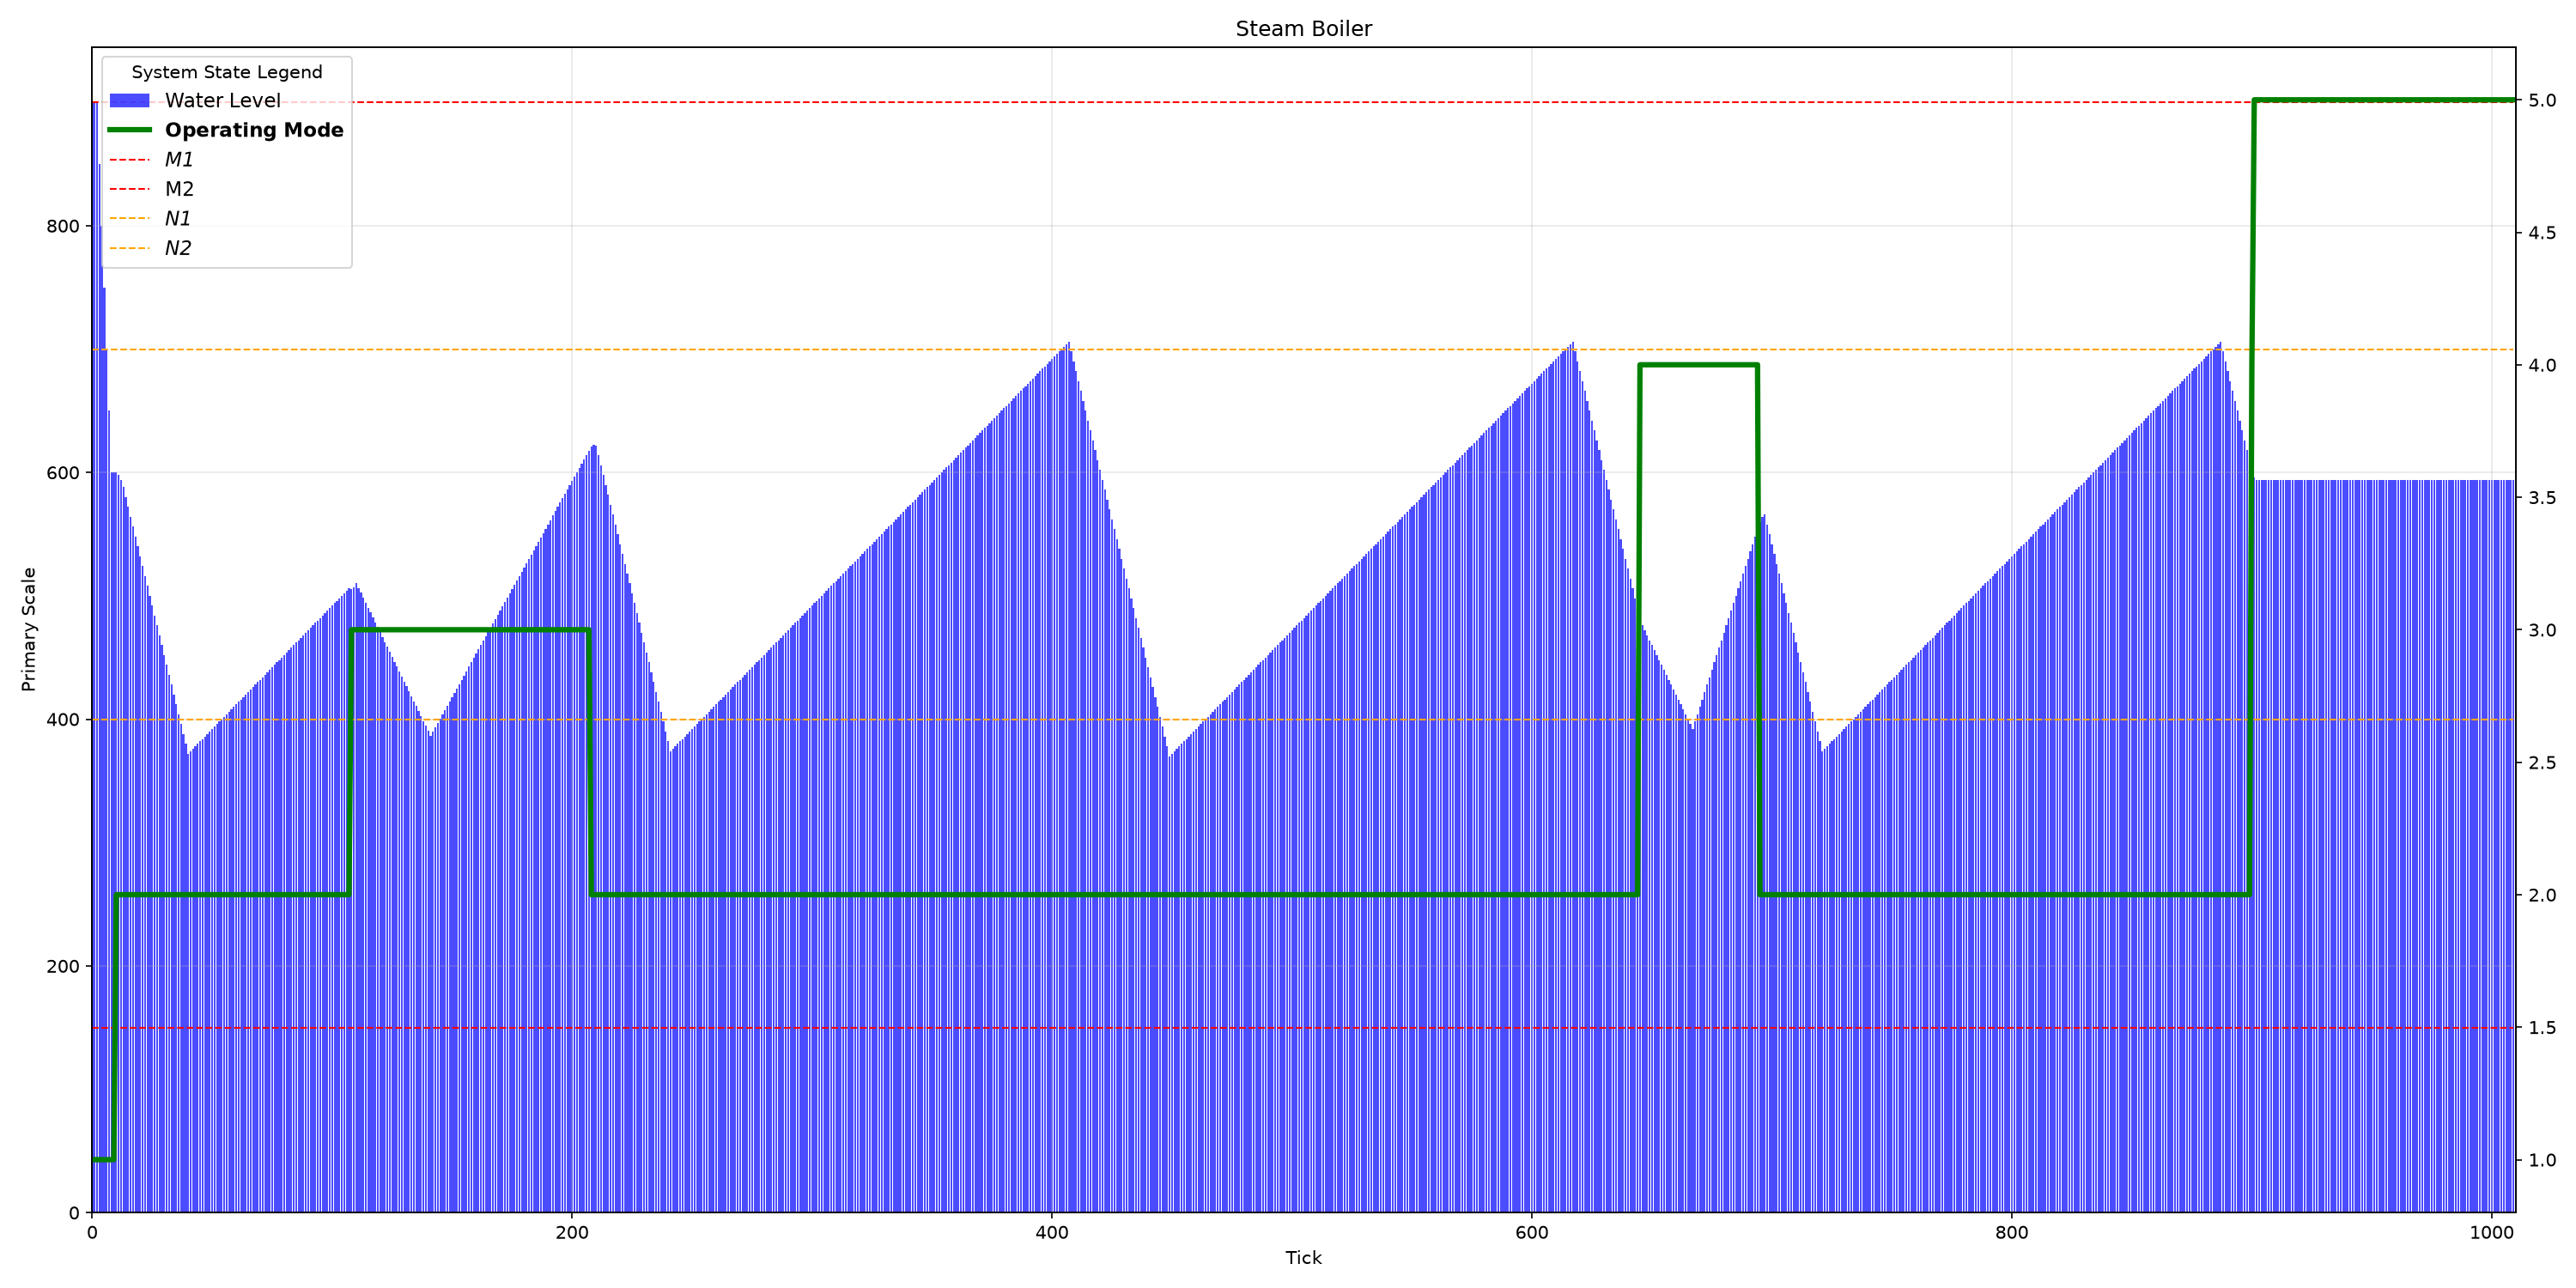 Steam Boiler
System State Legend
Water Level
Operating Mode
M1
M2
N1
N2
Primary Scale
800
600
400
200
0
5.0
4.5
4.0
3.5
3.0
2.5
2.0
1.5
1.0
0 200 400 600 800 1000
Tick